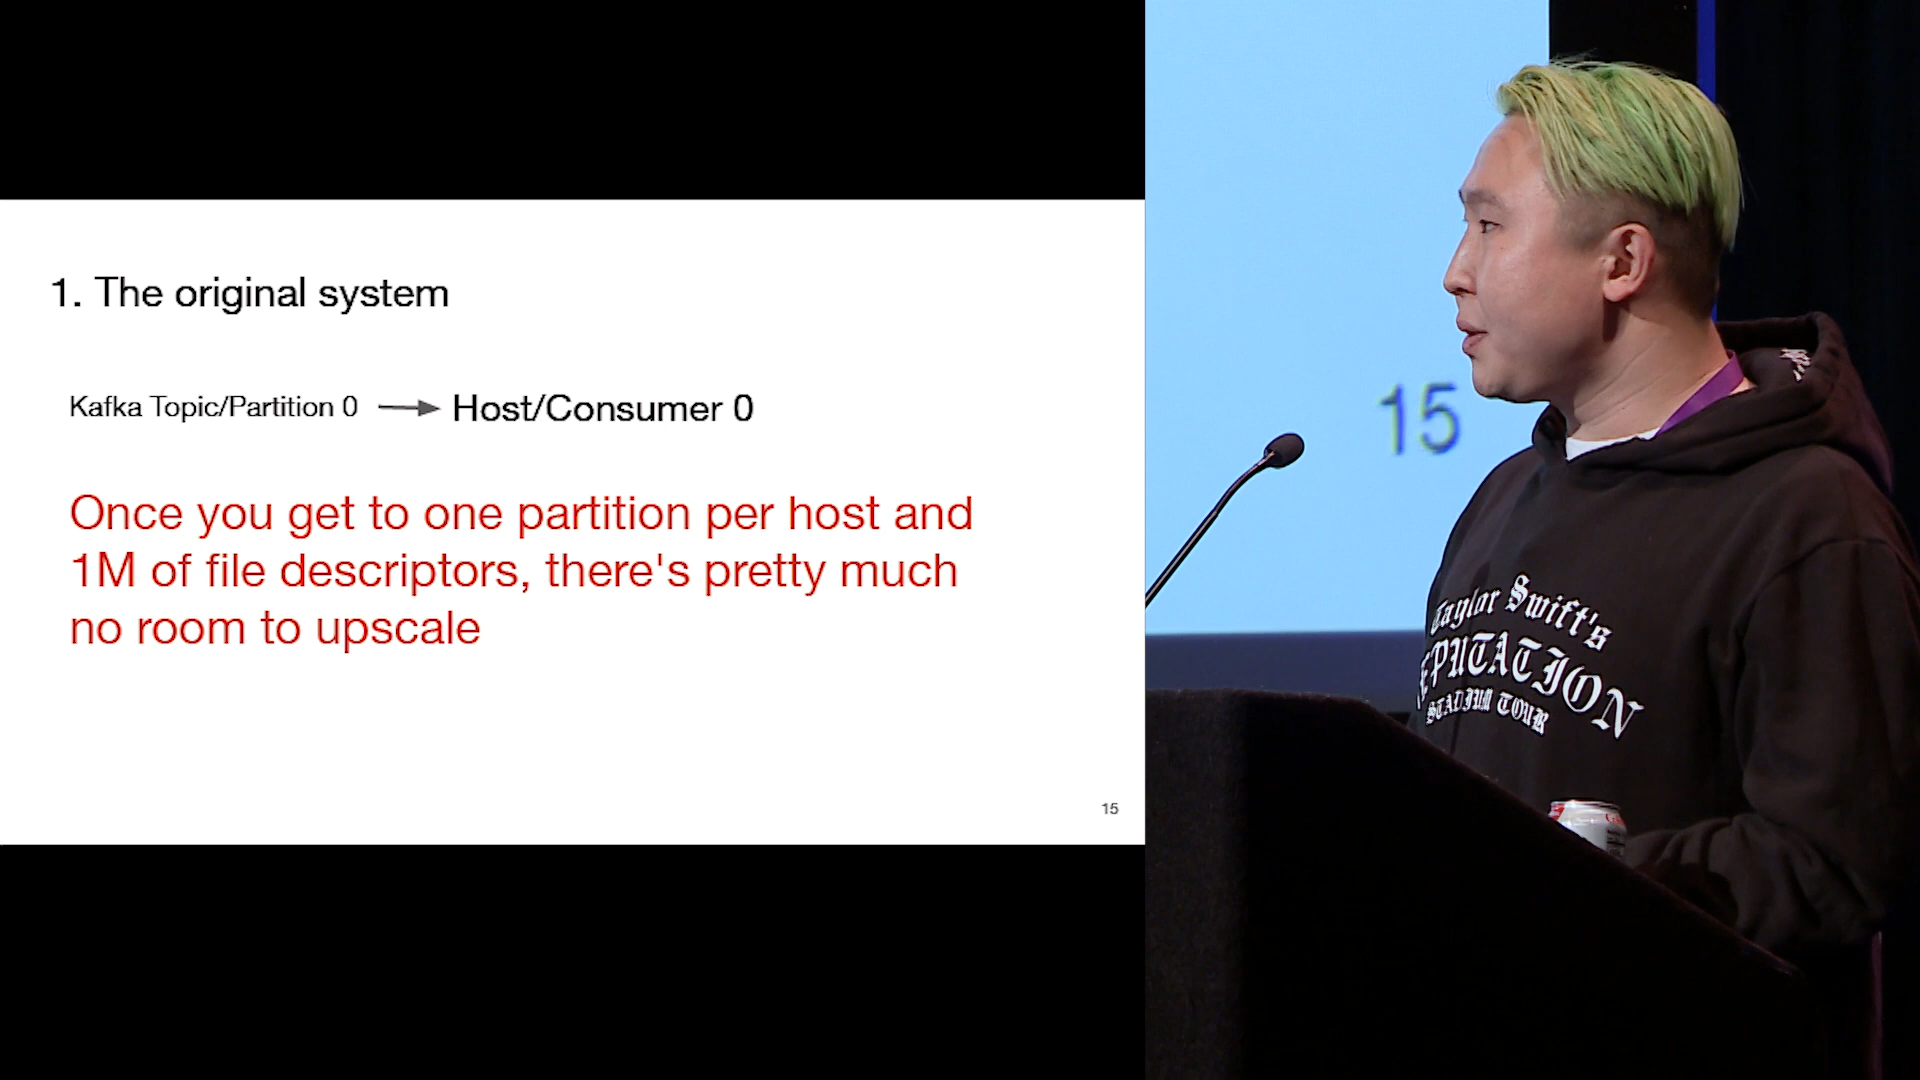 1. The original system
Kafka Topic/Partition 0
Host/Consumer 0
Once you get to one partition per host and
1M of file descriptors, there's pretty much
no room to upscale
15
15
Taylor Swift's
REPUTATION
STADIUM TOUR